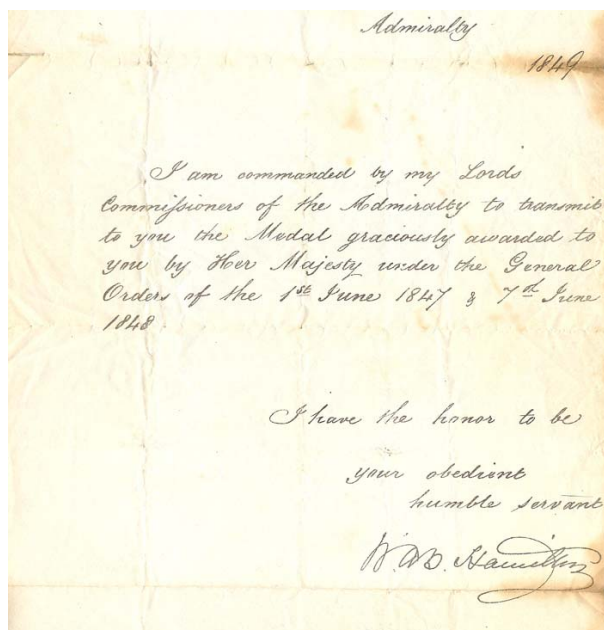 Admiralty
1849
I am commanded by my Lords
Commiſsioners of the Admiralty to transmit
to you the Medal graciously awarded to
you by Her Majesty under the General
Orders of the 1st June 1847 & 7th June
1848
I have the honor to be
your obedient
humble servant
W.A.B. Hamilton